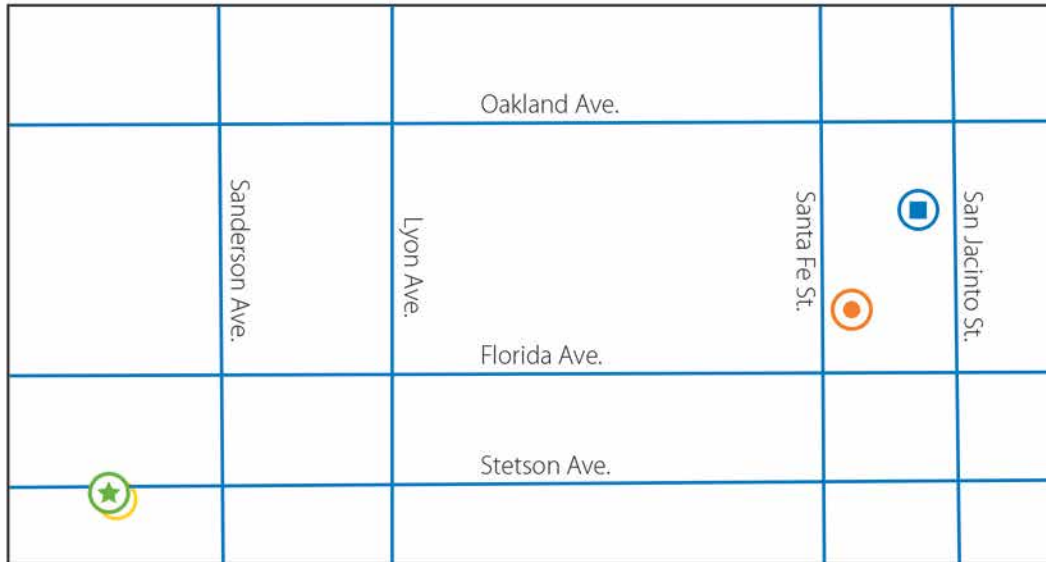 Oakland Ave.
Sanderson Ave.
Lyon Ave.
Santa Fe St.
San Jacinto St.
Florida Ave.
Stetson Ave.